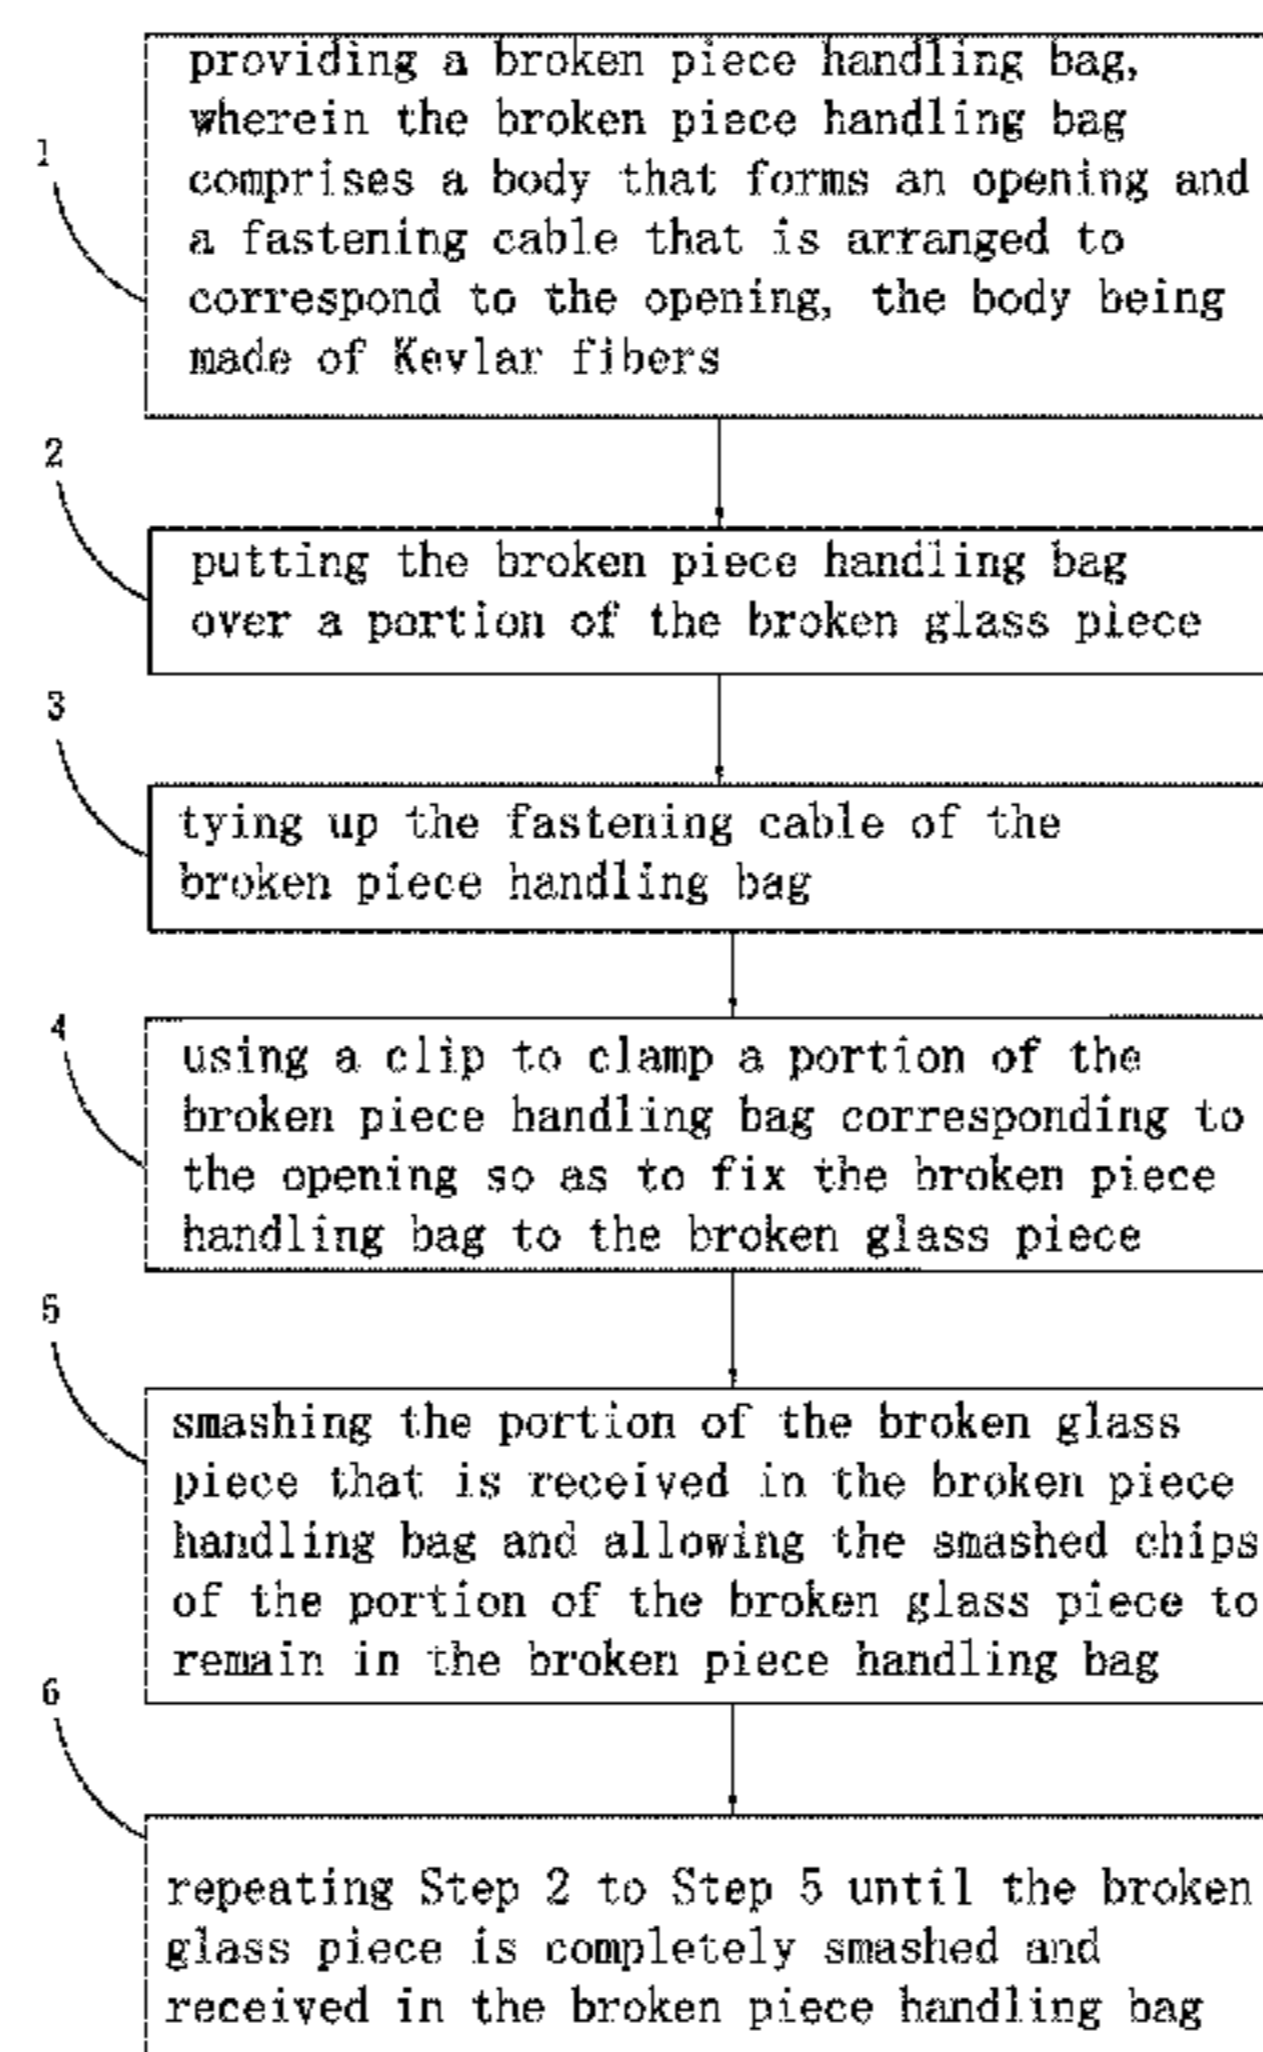 1
providing a broken piece handling bag,
wherein the broken piece handling bag
comprises a body that forms an opening and
a fastening cable that is arranged to
correspond to the opening, the body being
made of Kevlar fibers
2
putting the broken piece handling bag
over a portion of the broken glass piece
3
tying up the fastening cable of the
broken piece handling bag
4
using a clip to clamp a portion of the
broken piece handling bag corresponding to
the opening so as to fix the broken piece
handling bag to the broken glass piece
5
smashing the portion of the broken glass
piece that is received in the broken piece
handling bag and allowing the smashed chips
of the portion of the broken glass piece to
remain in the broken piece handling bag
6
repeating Step 2 to Step 5 until the broken
glass piece is completely smashed and
received in the broken piece handling bag